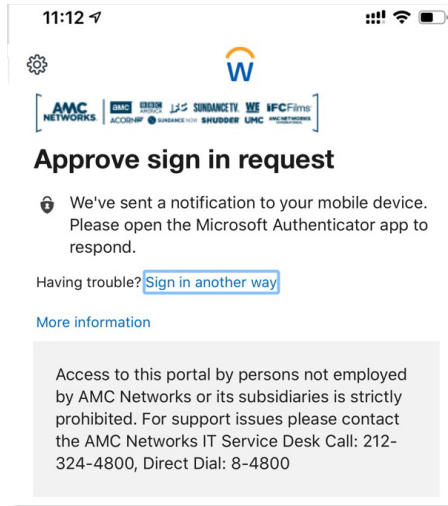 11:12
W
AMC NETWORKS
amc BBC AMERICA SUNDANCETV WE iFCFilms
ACORN SUNDANCE NOW SHUDDER UMC AMC NETWORKS INTERNATIONAL
Approve sign in request
We've sent a notification to your mobile device.
Please open the Microsoft Authenticator app to
respond.
Having trouble? Sign in another way
More information
Access to this portal by persons not employed
by AMC Networks or its subsidiaries is strictly
prohibited. For support issues please contact
the AMC Networks IT Service Desk Call: 212-
324-4800, Direct Dial: 8-4800